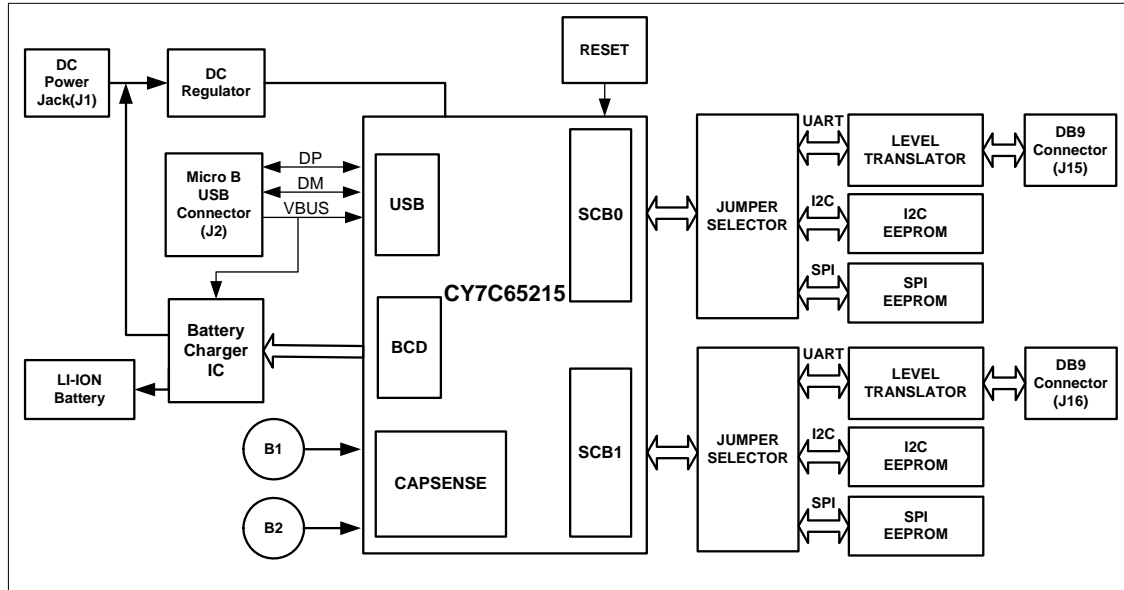 DC
Power
Jack(J1)
DC
Regulator
RESET
Micro B
USB
Connector
(J2)
DP
DM
VBUS
USB
CY7C65215
BCD
CAPSENSE
SCB0
SCB1
Battery
Charger
IC
LI-ION
Battery
B1
B2
JUMPER
SELECTOR
UART
LEVEL
TRANSLATOR
DB9
Connector
(J15)
I2C
I2C
EEPROM
SPI
SPI
EEPROM
JUMPER
SELECTOR
UART
LEVEL
TRANSLATOR
DB9
Connector
(J16)
I2C
I2C
EEPROM
SPI
SPI
EEPROM